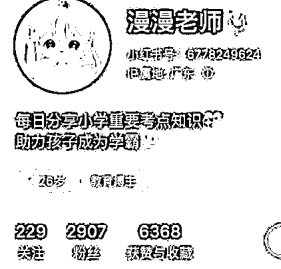 漫漫老师
小红书号：6778249624
IP属地：广东
每日分享小学重要考点知识
助力孩子成为学霸
26岁 教育博主
229 2907 6368
关注 粉丝 获赞与收藏